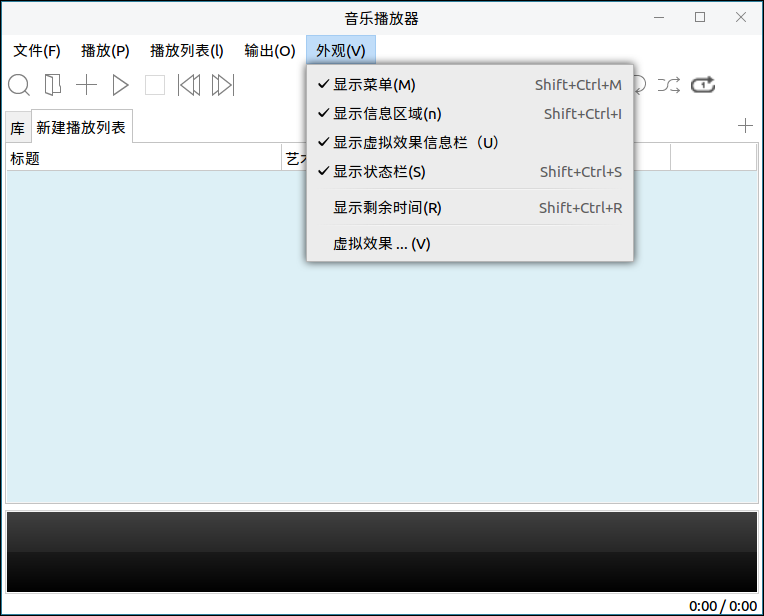 音乐播放器
文件(F) 播放(P) 播放列表(l) 输出(O) 外观(V)
显示菜单(M) Shift+Ctrl+M
显示信息区域(n) Shift+Ctrl+I
显示虚拟效果信息栏（U）
显示状态栏(S) Shift+Ctrl+S
显示剩余时间(R) Shift+Ctrl+R
虚拟效果 ... (V)
库 新建播放列表
标题 艺
0:00 / 0:00